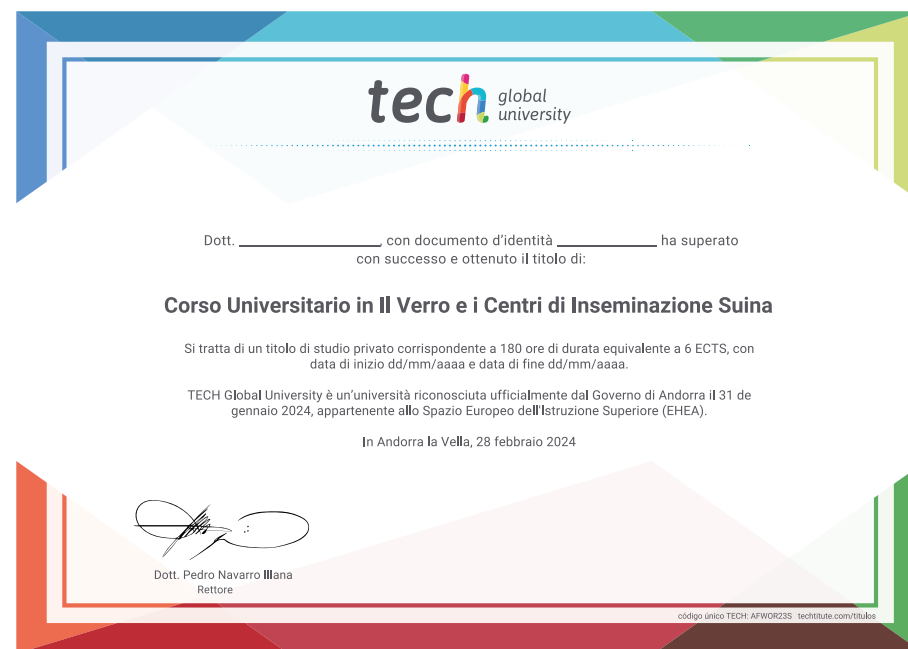 tech global university
Dott. , con documento d'identità ha superato
con successo e ottenuto il titolo di:
Corso Universitario in Il Verro e i Centri di Inseminazione Suina
Si tratta di un titolo di studio privato corrispondente a 180 ore di durata equivalente a 6 ECTS, con
data di inizio dd/mm/aaaa e data di fine dd/mm/aaaa.
TECH Global University è un'università riconosciuta ufficialmente dal Governo di Andorra il 31 de
gennaio 2024, appartenente allo Spazio Europeo dell'Istruzione Superiore (EHEA).
In Andorra la Vella, 28 febbraio 2024
Dott. Pedro Navarro Illana
Rettore
código único TECH: AFWOR23S techtitute.com/titulos